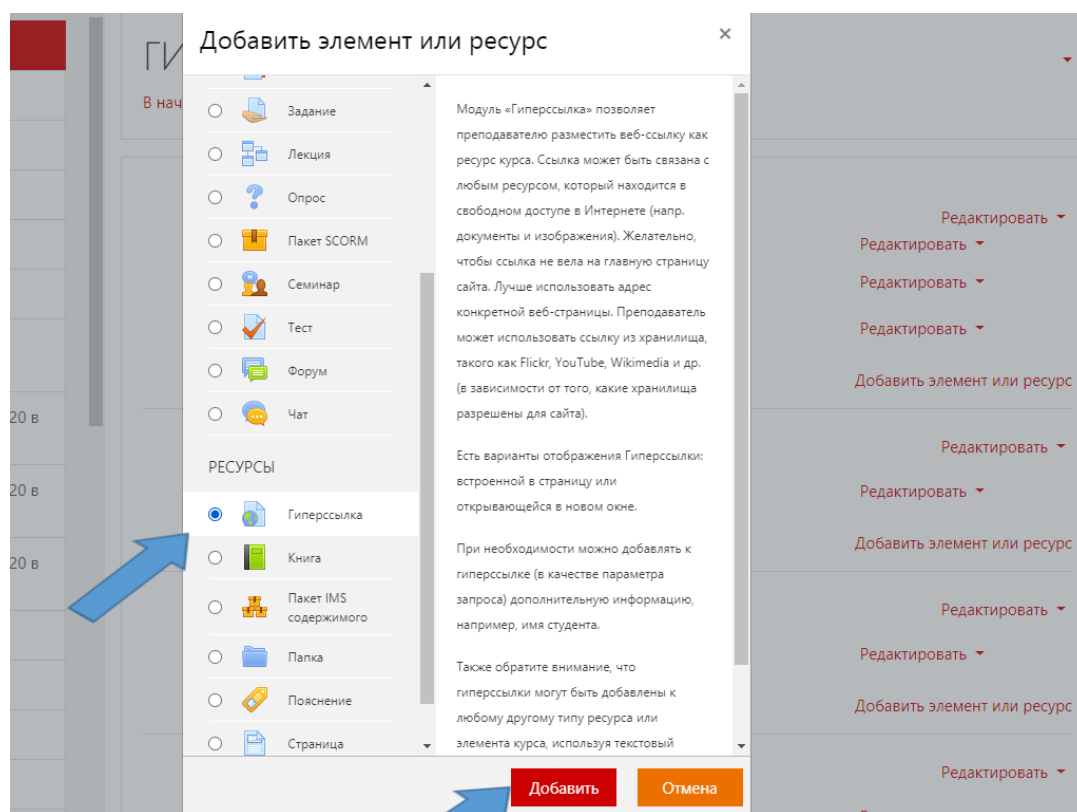 Добавить элемент или ресурс
×
ГИ
В нач
20 в
20 в
20 в
Задание
Лекция
Опрос
Пакет SCORM
Семинар
Тест
Форум
Чат
РЕСУРСЫ
Гиперссылка
Книга
Пакет IMS
содержимого
Папка
Пояснение
Страница
Модуль «Гиперссылка» позволяет
преподавателю разместить веб-ссылку как
ресурс курса. Ссылка может быть связана с
любым ресурсом, который находится в
свободном доступе в Интернете (напр.
документы и изображения). Желательно,
чтобы ссылка не вела на главную страницу
сайта. Лучше использовать адрес
конкретной веб-страницы. Преподаватель
может использовать ссылку из хранилища,
такого как Flickr, YouTube, Wikimedia и др.
(в зависимости от того, какие хранилища
разрешены для сайта).
Есть варианты отображения Гиперссылки:
встроенной в страницу или
открывающейся в новом окне.
При необходимости можно добавлять к
гиперссылке (в качестве параметра
запроса) дополнительную информацию,
например, имя студента.
Также обратите внимание, что
гиперссылки могут быть добавлены к
любому другому типу ресурса или
элемента курса, используя текстовый
Добавить
Отмена
Редактировать
Редактировать
Редактировать
Редактировать
Добавить элемент или ресурс
Редактировать
Редактировать
Добавить элемент или ресурс
Редактировать
Редактировать
Добавить элемент или ресурс
Редактировать